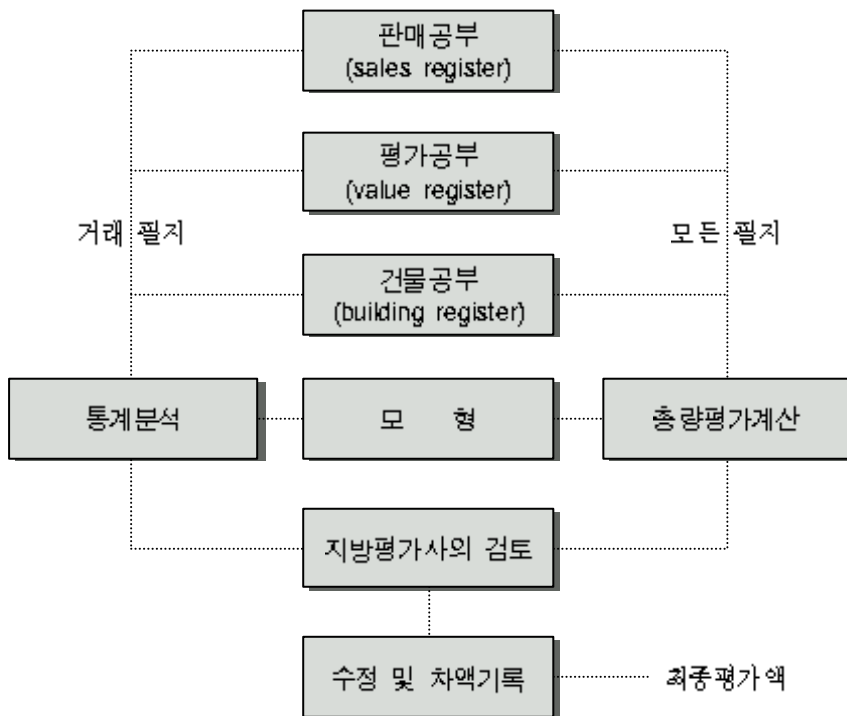 판매공부
(sales register)
평가공부
(value register)
거래 필지
모든 필지
건물공부
(building register)
통계분석
모 형
총량평가계산
지방평가사의 검토
수정 및 차액기록
최종평가액